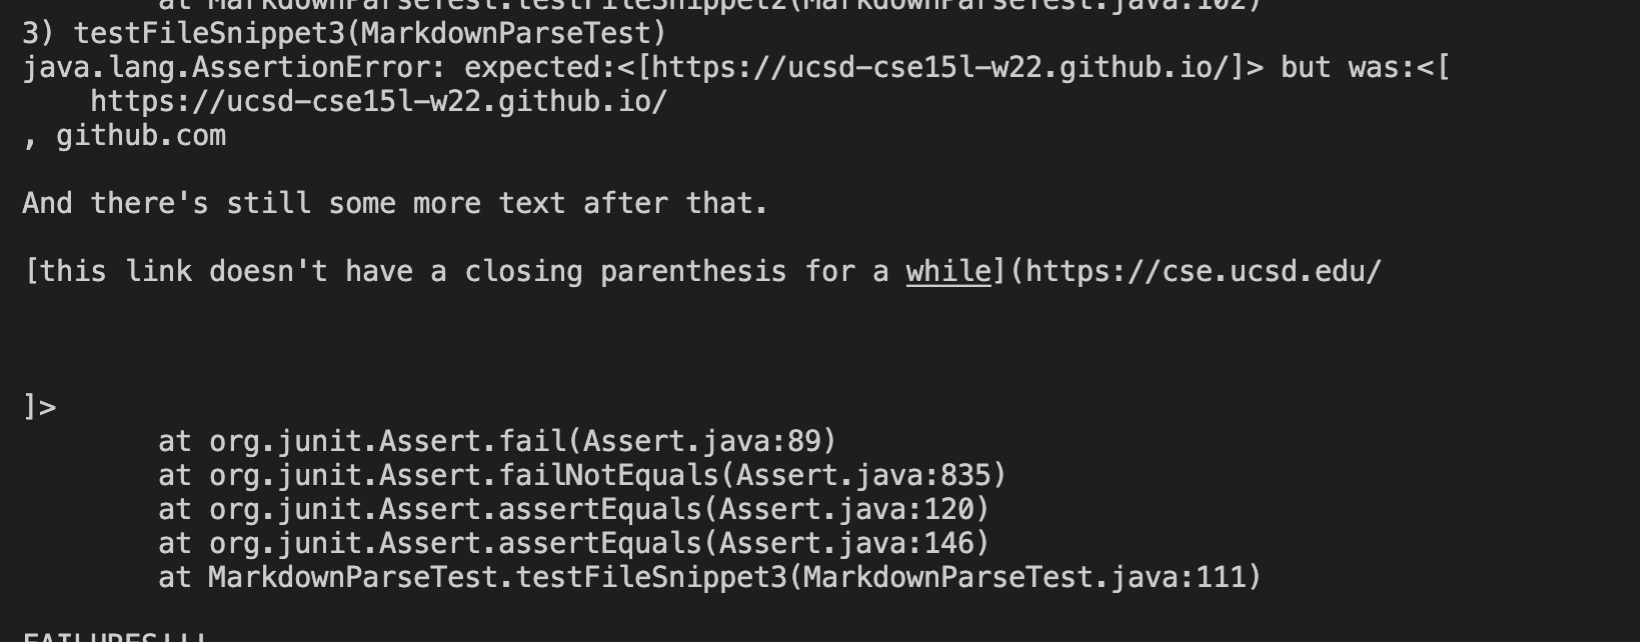 at MarkdownParseTest.testFileSnippet2(MarkdownParseTest.java:102)
3) testFileSnippet3(MarkdownParseTest)
java.lang.AssertionError: expected:<[https://ucsd-cse15l-w22.github.io/]> but was:<[
    https://ucsd-cse15l-w22.github.io/
, github.com

And there's still some more text after that.

[this link doesn't have a closing parenthesis for a while](https://cse.ucsd.edu/



]>
        at org.junit.Assert.fail(Assert.java:89)
        at org.junit.Assert.failNotEquals(Assert.java:835)
        at org.junit.Assert.assertEquals(Assert.java:120)
        at org.junit.Assert.assertEquals(Assert.java:146)
        at MarkdownParseTest.testFileSnippet3(MarkdownParseTest.java:111)

FAILURES!!!